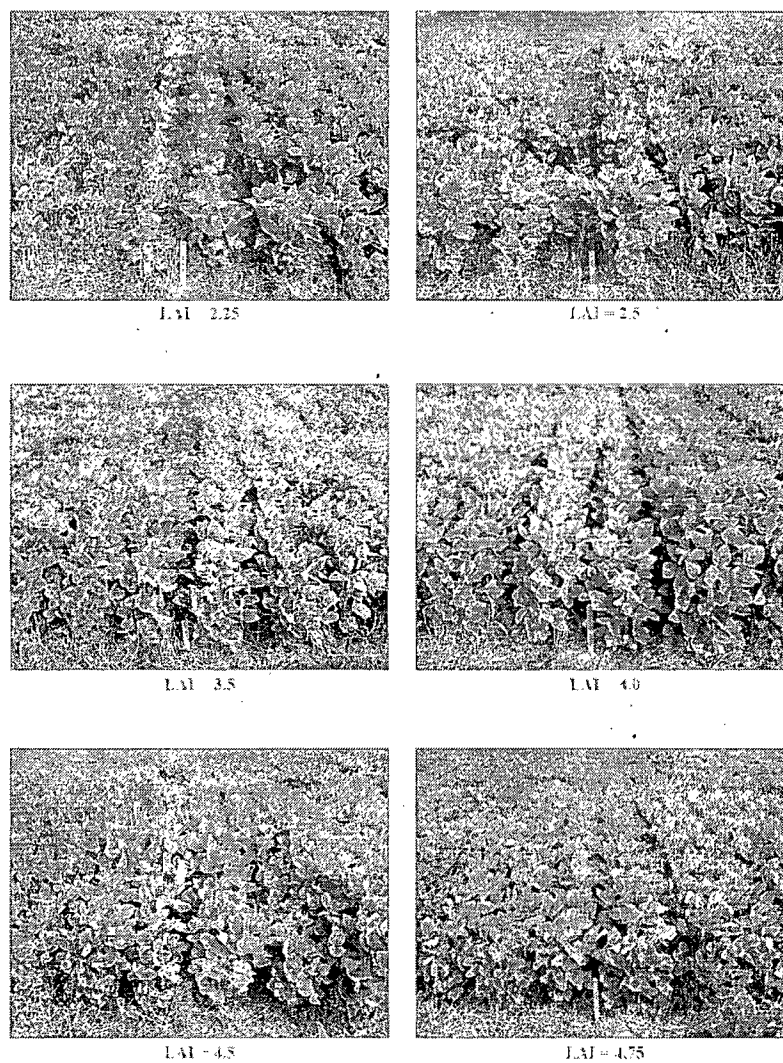 LAI = 2.25
LAI = 2.5
LAI = 3.5
LAI = 4.0
LAI = 4.5
LAI = 4.75